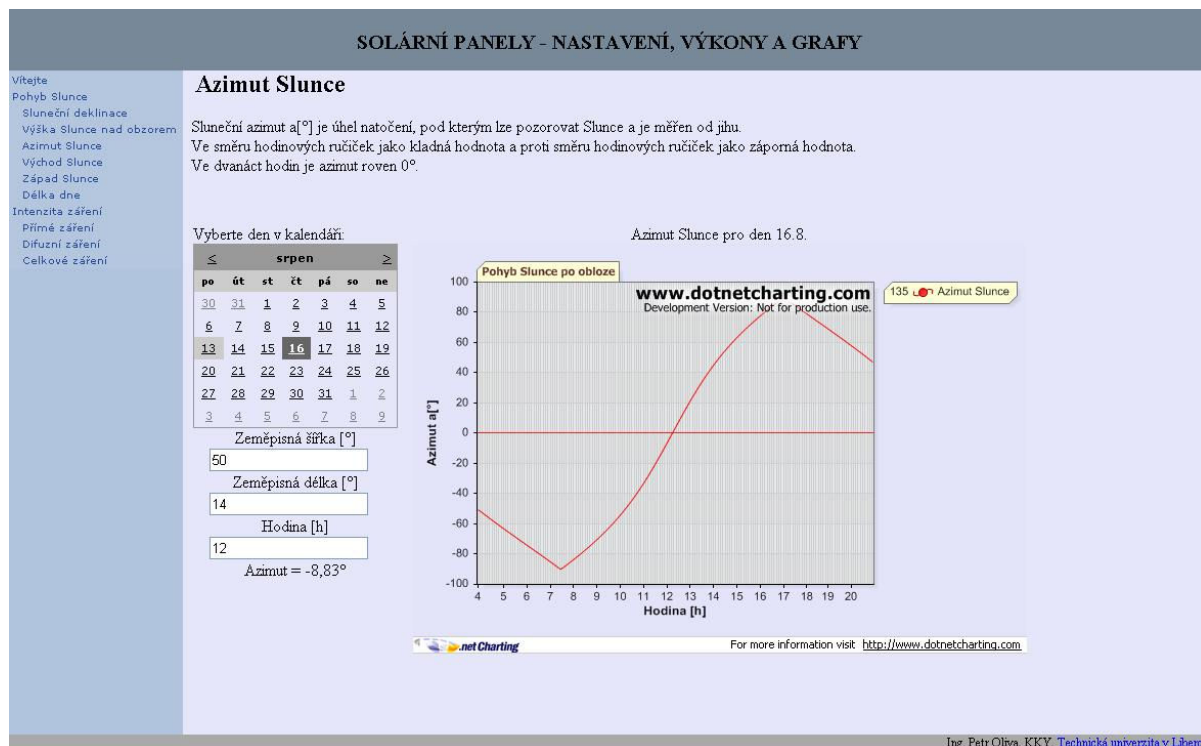 SOLÁRNÍ PANELY - NASTAVENÍ, VÝKONY A GRAFY
Vítejte
Pohyb Slunce
Sluneční deklinace
Výška Slunce nad obzorem
Azimut Slunce
Východ Slunce
Západ Slunce
Délka dne
Intenzita záření
Přímé záření
Difuzní záření
Celkové záření
Azimut Slunce
Sluneční azimut a[°] je úhel natočení, pod kterým lze pozorovat Slunce a je měřen od jihu.
Ve směru hodinových ručiček jako kladná hodnota a proti směru hodinových ručiček jako záporná hodnota.
Ve dvanáct hodin je azimut roven 0°.
Vyberte den v kalendáři:
< srpen >
po út st čt pá so ne
30 31 1 2 3 4 5
6 7 8 9 10 11 12
13 14 15 16 17 18 19
20 21 22 23 24 25 26
27 28 29 30 31 1 2
3 4 5 6 7 8 9
Zeměpisná šířka [°]
50
Zeměpisná délka [°]
14
Hodina [h]
12
Azimut = -8,83°
Azimut Slunce pro den 16.8.
Pohyb Slunce po obloze
www.dotnetcharting.com
Development Version: Not for production use.
135 Azimut Slunce
100
80
60
40
20
0
-20
-40
-60
-80
-100
Azimut a[°]
4 5 6 7 8 9 10 11 12 13 14 15 16 17 18 19 20
Hodina [h]
.net Charting
For more information visit http://www.dotnetcharting.com
Ing. Petr Oliva, KKY, Technická univerzita v Liberc